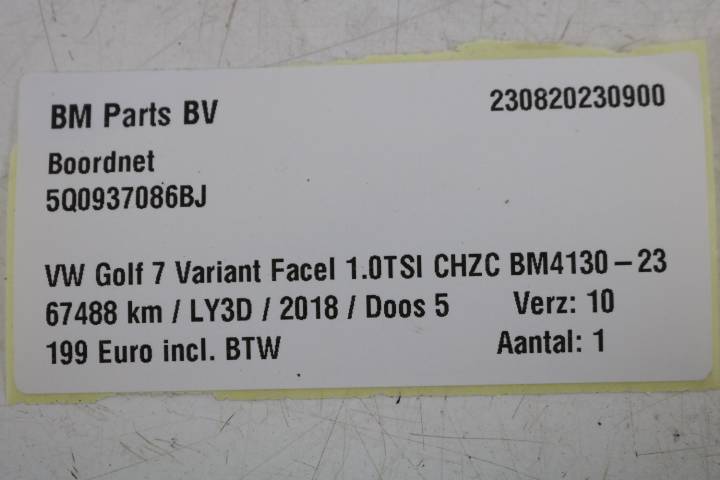 BM Parts BV 230820230900
Boordnet
5Q0937086BJ
VW Golf 7 Variant Facel 1.0TSI CHZC BM4130-23
67488 km / LY3D / 2018 / Doos 5 Verz: 10
199 Euro incl. BTW Aantal: 1